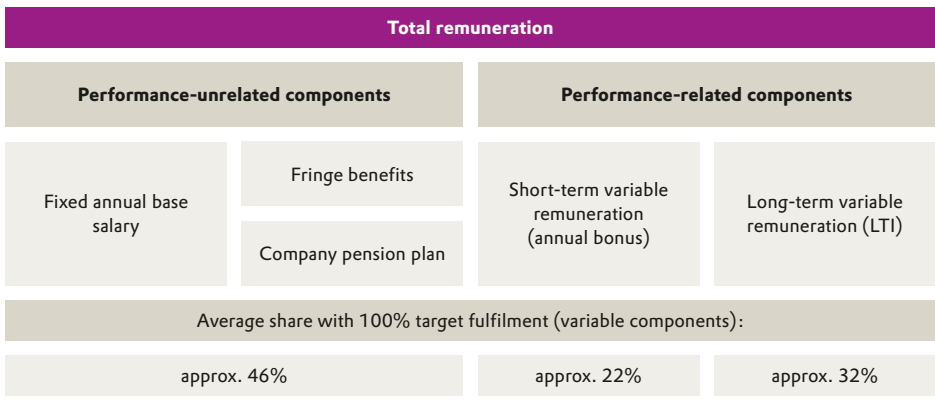 Total remuneration
Performance-unrelated components
Performance-related components
Fixed annual base
salary
Fringe benefits
Company pension plan
Short-term variable
remuneration
(annual bonus)
Long-term variable
remuneration (LTI)
Average share with 100% target fulfilment (variable components):
approx. 46%
approx. 22%
approx. 32%